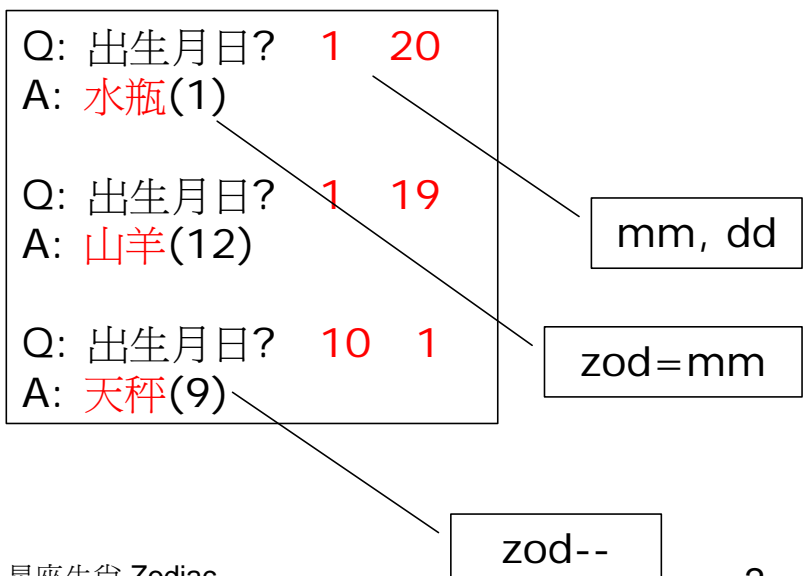 Q: 出生月日? 1 20
A: 水瓶(1)
Q: 出生月日? 1 19
A: 山羊(12)
Q: 出生月日? 10 1
A: 天秤(9)
mm, dd
zod=mm
zod--
Zodiac